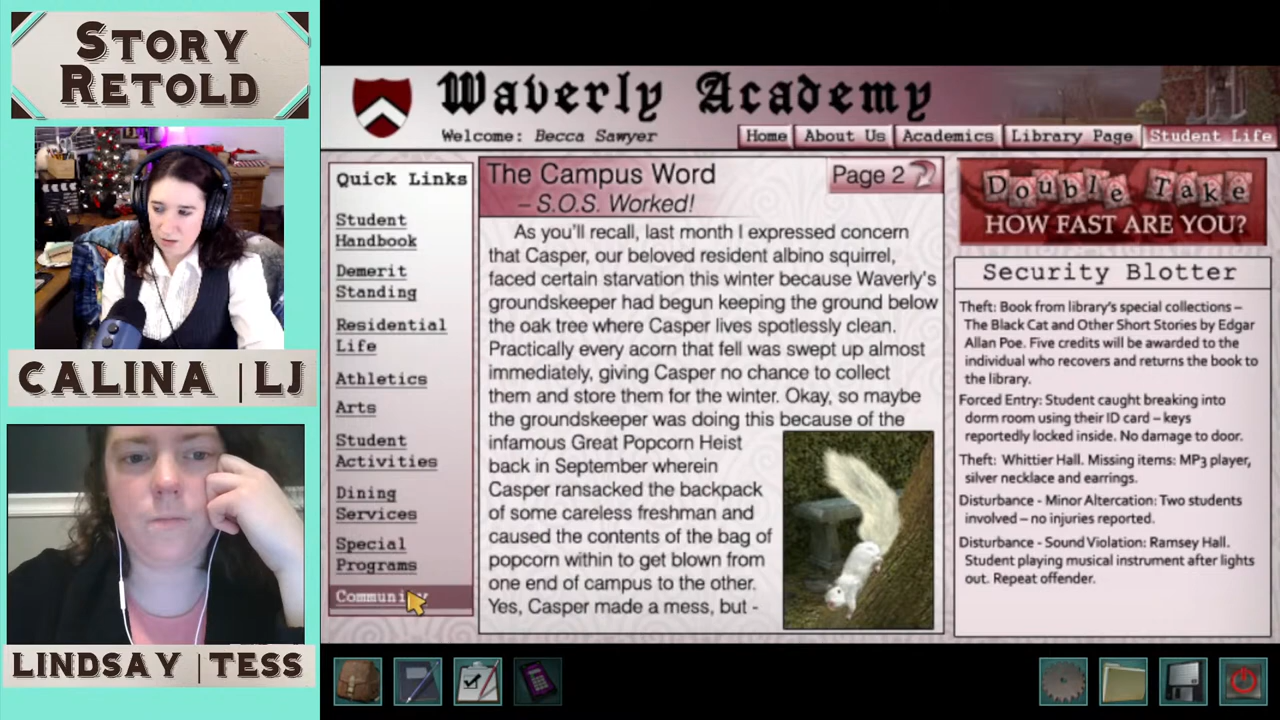 STORY
RETOLD
CALINA | LJ
LINDSAY | TESS
Waverly Academy
Welcome: Becca Sawyer
Home
About Us
Academics
Library Page
Student Life
Quick Links
Student
Handbook
Demerit
Standing
Residential
Life
Athletics
Arts
Student
Activities
Dining
Services
Special
Programs
Community
The Campus Word
– S.O.S. Worked!
Page 2
As you'll recall, last month I expressed concern
that Casper, our beloved resident albino squirrel,
faced certain starvation this winter because Waverly's
groundskeeper had begun keeping the ground below
the oak tree where Casper lives spotlessly clean.
Practically every acorn that fell was swept up almost
immediately, giving Casper no chance to collect
them and store them for the winter. Okay, so maybe
the groundskeeper was doing this because of the
infamous Great Popcorn Heist
back in September wherein
Casper ransacked the backpack
of some careless freshman and
caused the contents of the bag of
popcorn within to get blown from
one end of campus to the other.
Yes, Casper made a mess, but -
Double Take
HOW FAST ARE YOU?
Security Blotter
Theft: Book from library's special collections –
The Black Cat and Other Short Stories by Edgar
Allan Poe. Five credits will be awarded to the
individual who recovers and returns the book to
the library.
Forced Entry: Student caught breaking into
dorm room using their ID card – keys
reportedly locked inside. No damage to door.
Theft: Whittier Hall. Missing items: MP3 player,
silver necklace and earrings.
Disturbance - Minor Altercation: Two students
involved – no injuries reported.
Disturbance - Sound Violation: Ramsey Hall.
Student playing musical instrument after lights
out. Repeat offender.